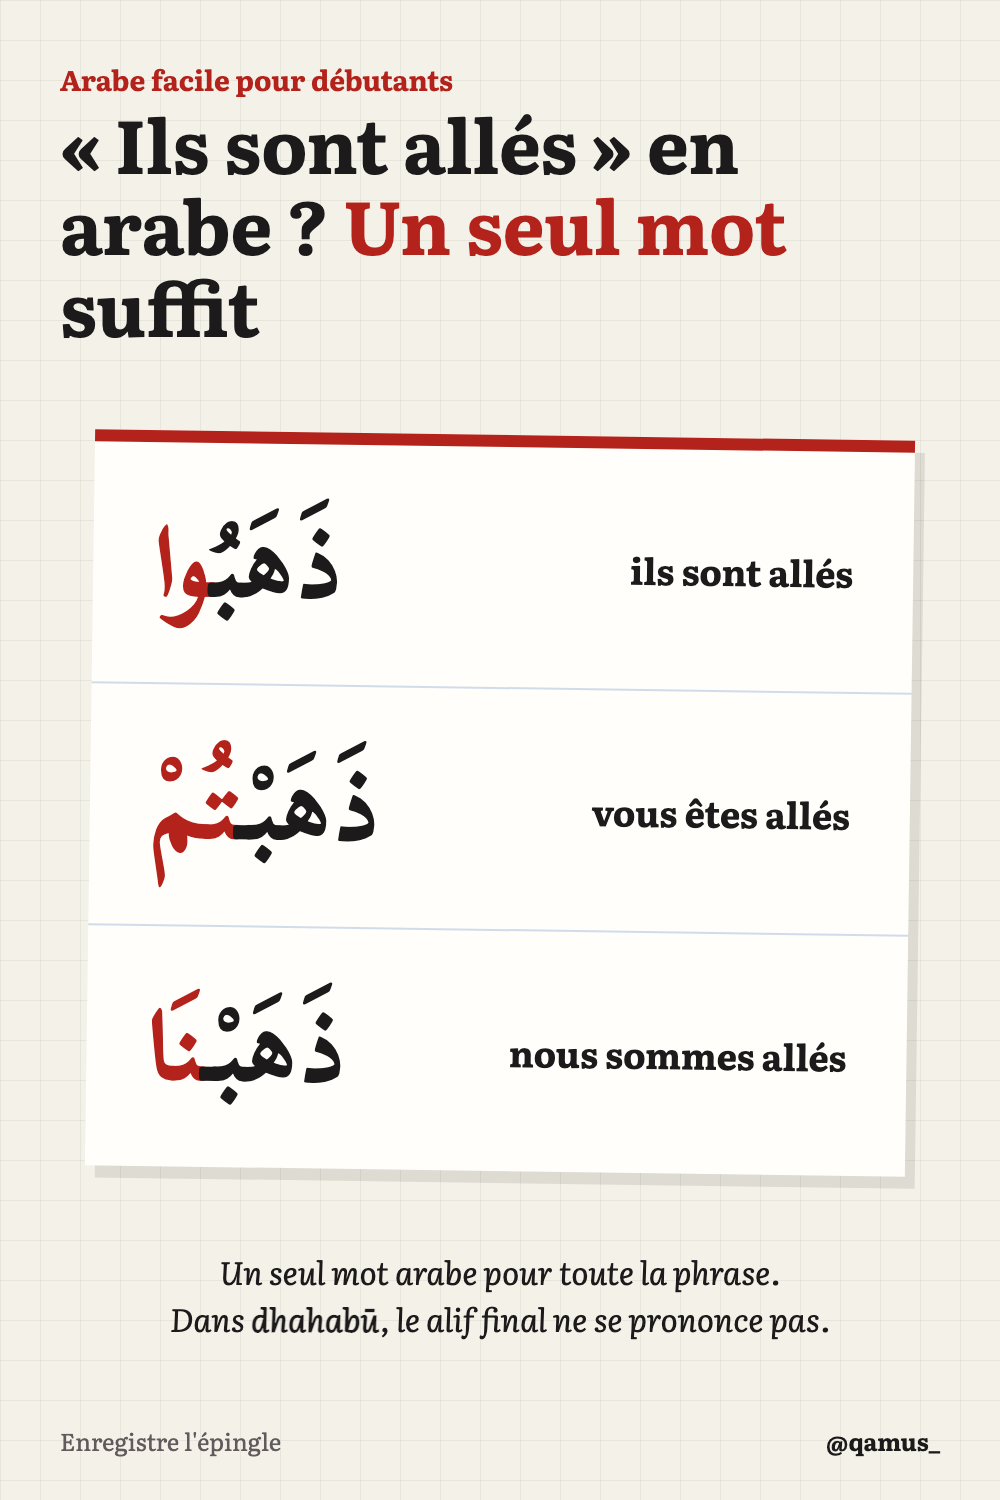 Arabe facile pour débutants
« Ils sont allés » en
arabe ? Un seul mot
suffit
ذَهَبُوا ils sont allés
ذَهَبْتُمْ vous êtes allés
ذَهَبْنَا nous sommes allés
Un seul mot arabe pour toute la phrase.
Dans dhahabū, le alif final ne se prononce pas.
Enregistre l'épingle @qamus_